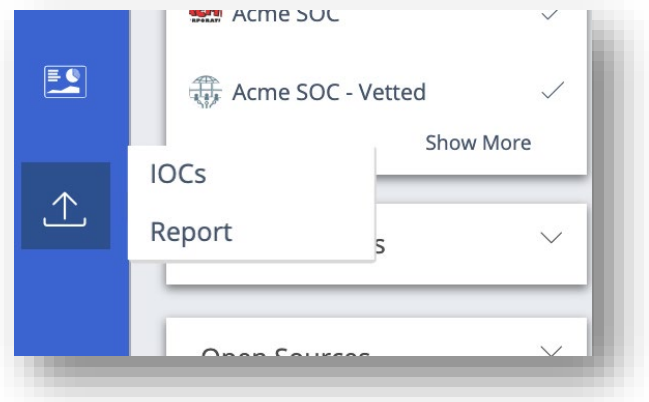 Acme SOC
Acme SOC - Vetted
Show More
IOCs
Report
Open Sources